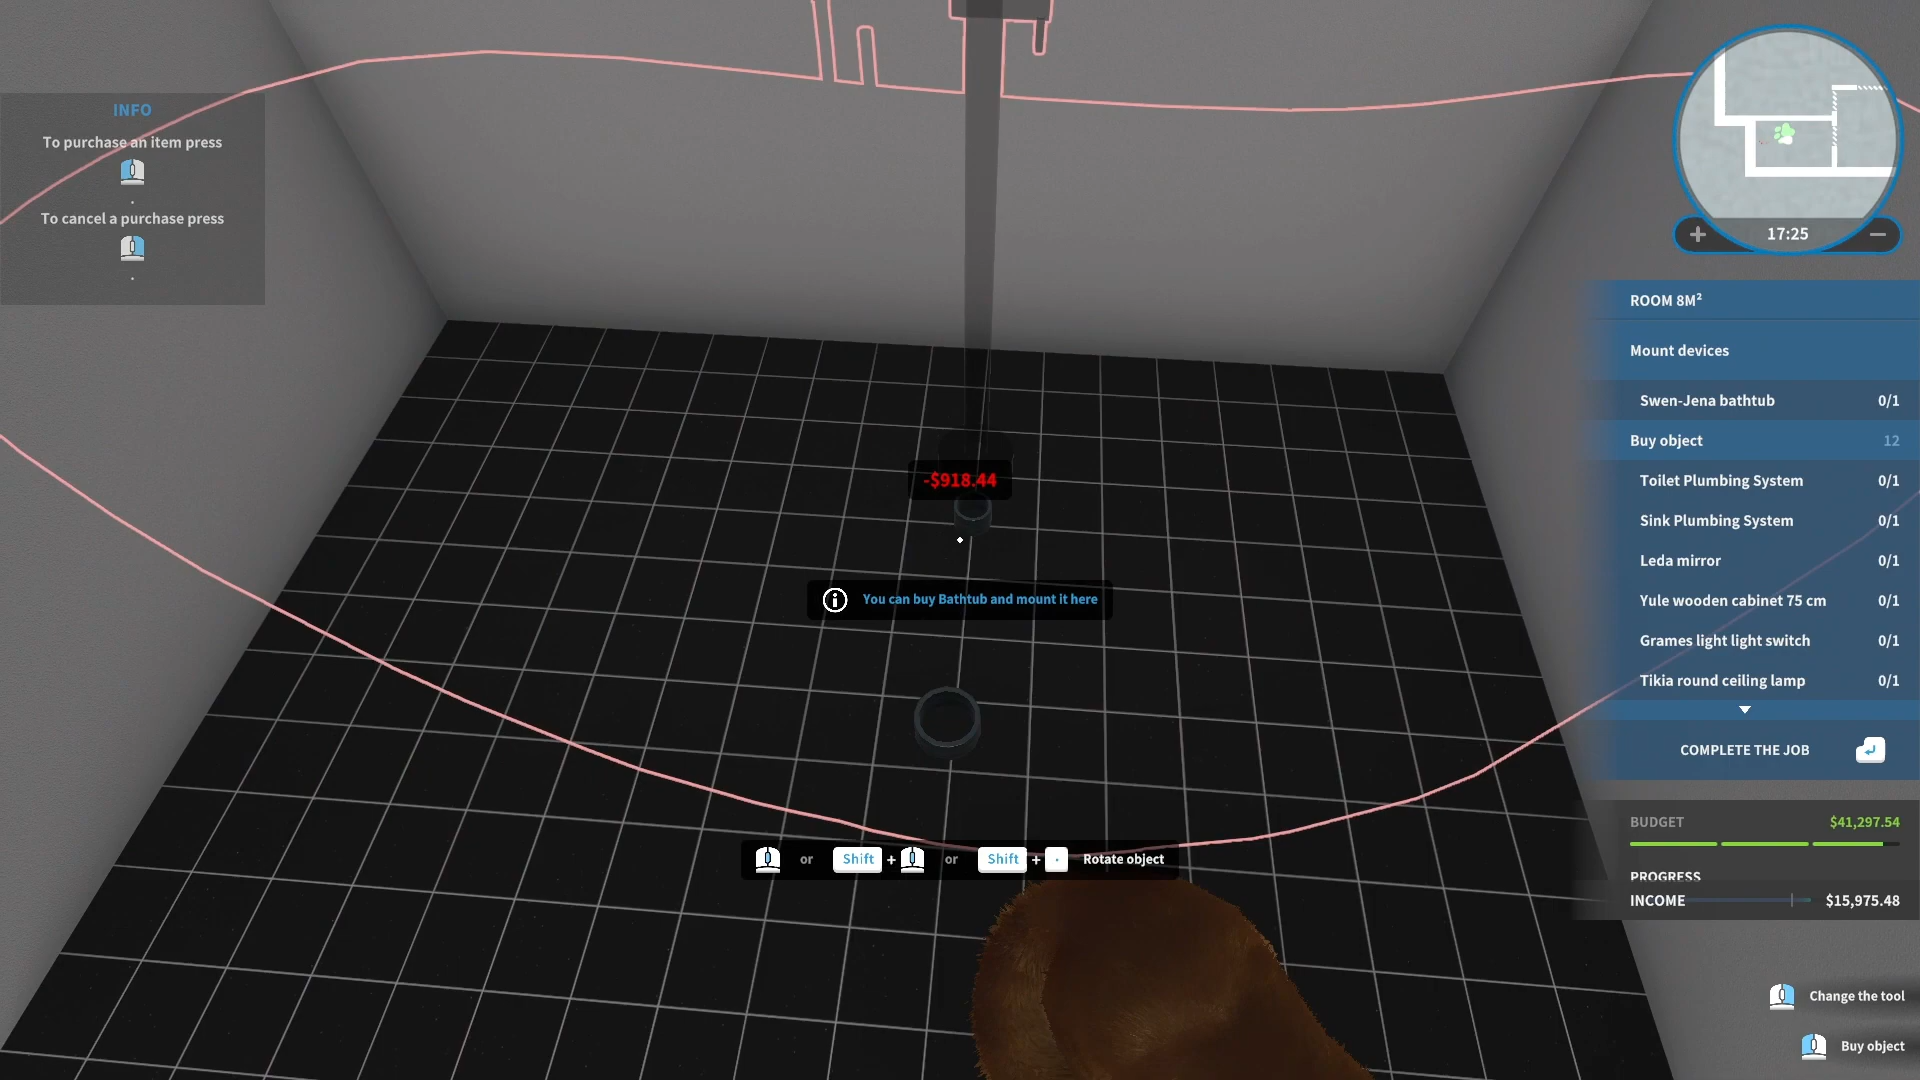 INFO
To purchase an item press
.
To cancel a purchase press
.
17:25
ROOM 8M²
Mount devices
Swen-Jena bathtub 0/1
Buy object 12
Toilet Plumbing System 0/1
Sink Plumbing System 0/1
Leda mirror 0/1
Yule wooden cabinet 75 cm 0/1
Grames light light switch 0/1
Tikia round ceiling lamp 0/1
COMPLETE THE JOB
BUDGET $41,297.54
PROGRESS
INCOME $15,975.48
-$918.44
You can buy Bathtub and mount it here
or Shift + or Shift + . Rotate object
Change the tool
Buy object